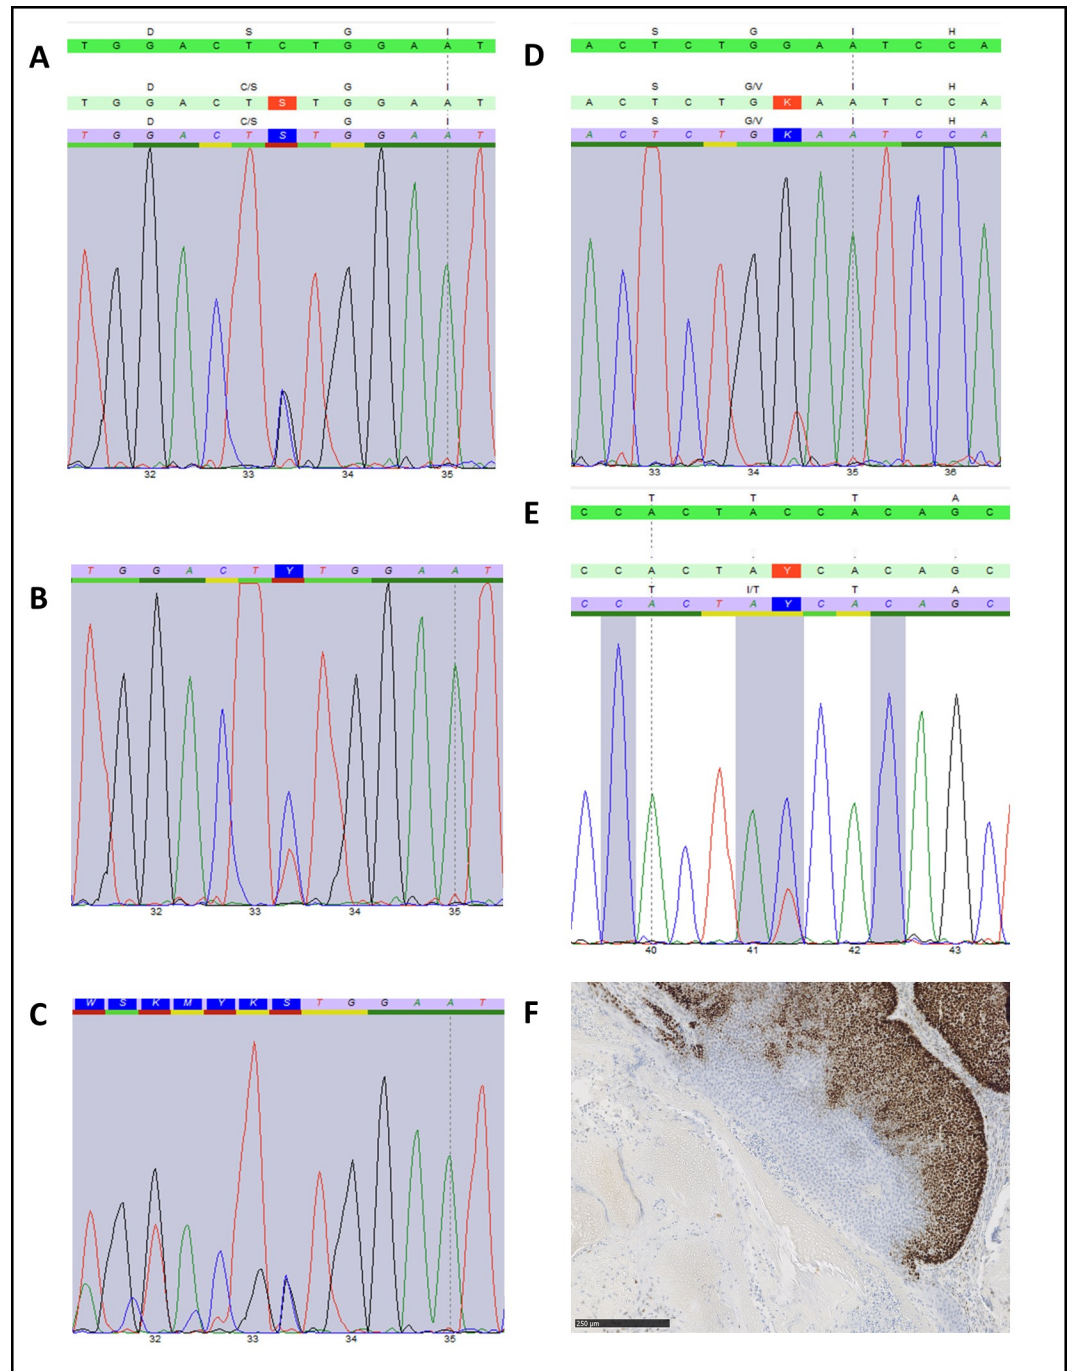 A
D S G I
T G G A C T C T G G A A T
D C/S G I
T G G A C T S T G G A A T
D C/S G I
T G G A C T S T G G A A T
32 33 34 35
B
T G G A C T Y T G G A A T
32 33 34 35
C
W S K M Y K S T G G A A T
32 33 34 35
D
S G I H
A C T C T G G A A T C C A
S G/V I H
A C T C T G K A A T C C A
S G/V I H
A C T C T G K A A T C C A
33 34 35 36
E
T T T A
C C A C T A C C A C A G C
C C A C T A Y C A C A G C
T I/T T A
C C A C T A Y C A C A G C
40 41 42 43
F
250 µm